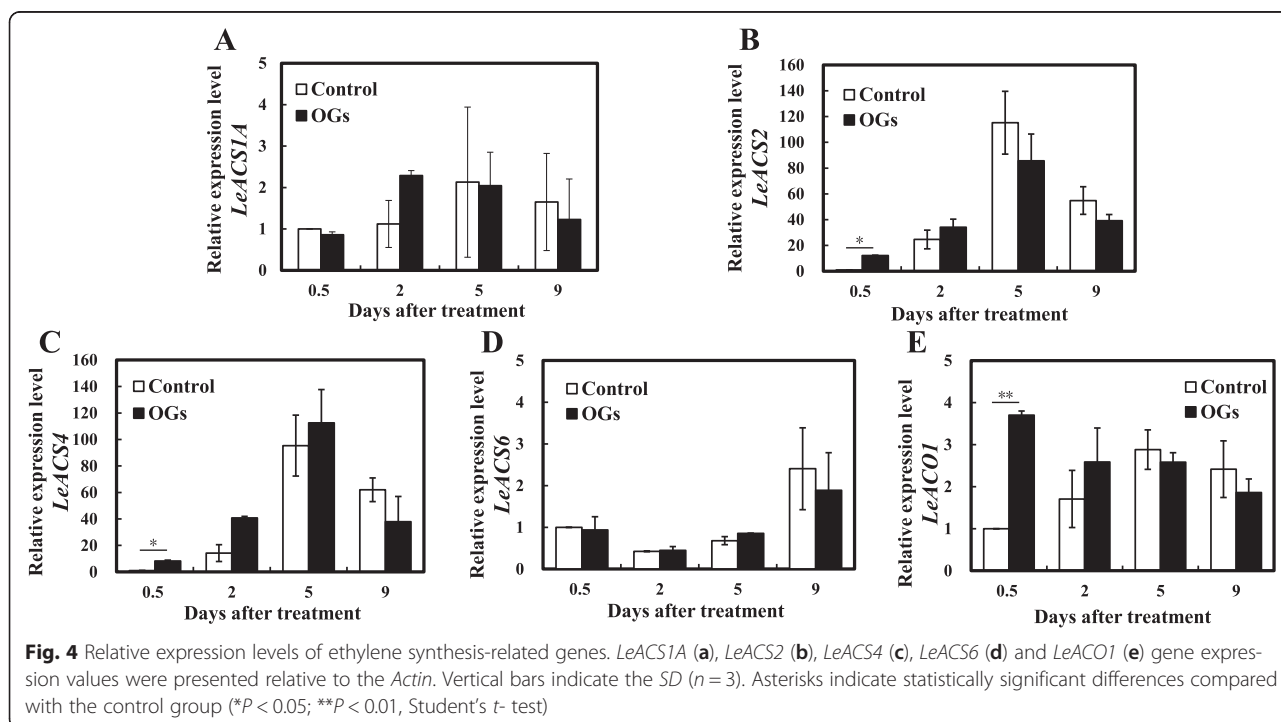 A
Relative expression level
LeACS1A
5
4
3
2
1
0
Control
OGs
0.5 2 5 9
Days after treatment
B
Relative expression level
LeACS2
160
140
120
100
80
60
40
20
0
Control
OGs
*
0.5 2 5 9
Days after treatment
C
Relative expression level
LeACS4
160
140
120
100
80
60
40
20
0
Control
OGs
*
0.5 2 5 9
Days after treatment
D
Relative expression level
LeACS6
5
4
3
2
1
0
Control
OGs
0.5 2 5 9
Days after treatment
E
Relative expression level
LeACO1
5
4
3
2
1
0
Control
OGs
**
0.5 2 5 9
Days after treatment
Fig. 4 Relative expression levels of ethylene synthesis-related genes. LeACS1A (a), LeACS2 (b), LeACS4 (c), LeACS6 (d) and LeACO1 (e) gene expres-
sion values were presented relative to the Actin. Vertical bars indicate the SD (n = 3). Asterisks indicate statistically significant differences compared
with the control group (*P < 0.05; **P < 0.01, Student's t- test)